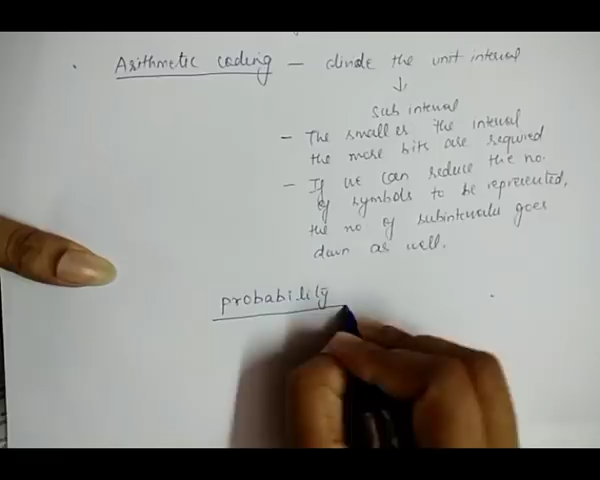 Arithmetic coding – divide the unit interval
↓
sub interval
– The smaller the interval
the more bits are required
– If we can reduce the no.
of symbols to be represented,
the no of subintervals goes
down as well.
probability